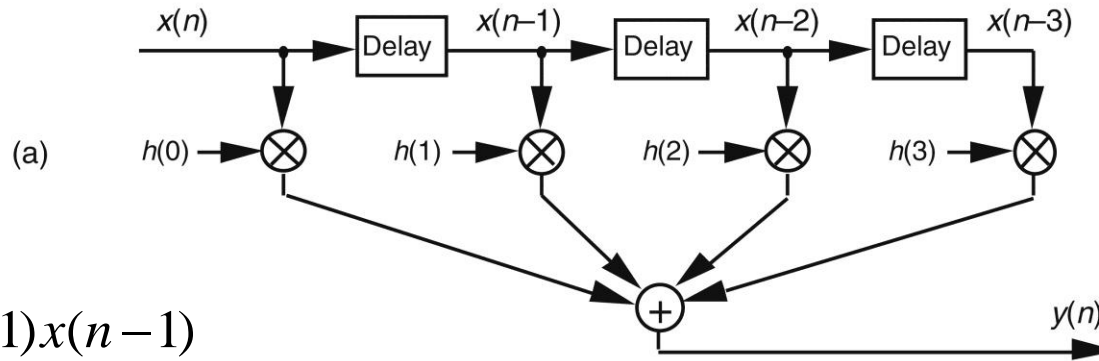 x(n) x(n–1) x(n–2) x(n–3)
Delay Delay Delay
(a) h(0) h(1) h(2) h(3)
+
1)x(n−1) y(n)